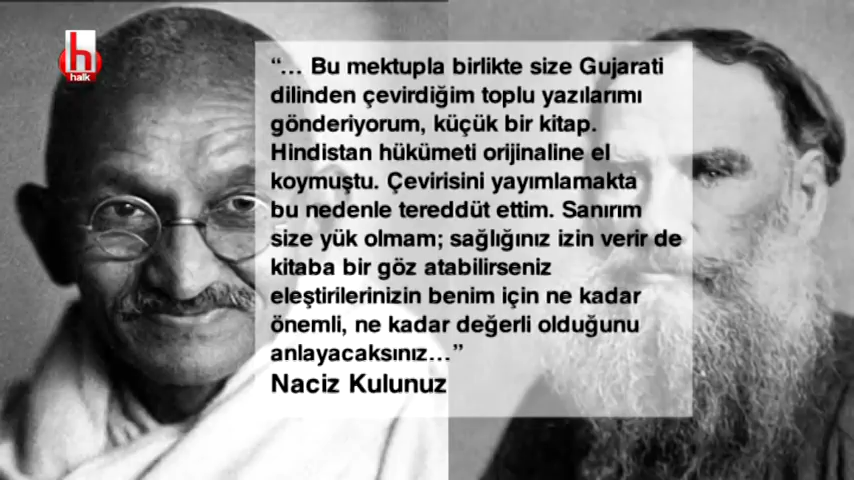 h
halk
“... Bu mektupla birlikte size Gujarati
dilinden çevirdiğim toplu yazılarımı
gönderiyorum, küçük bir kitap.
Hindistan hükümeti orijinaline el
koymuştu. Çevirisini yayımlamakta
bu nedenle tereddüt ettim. Sanırım
size yük olmam; sağlığınız izin verir de
kitaba bir göz atabilirseniz
eleştirilerinizin benim için ne kadar
önemli, ne kadar değerli olduğunu
anlayacaksınız...”
Naciz Kulunuz